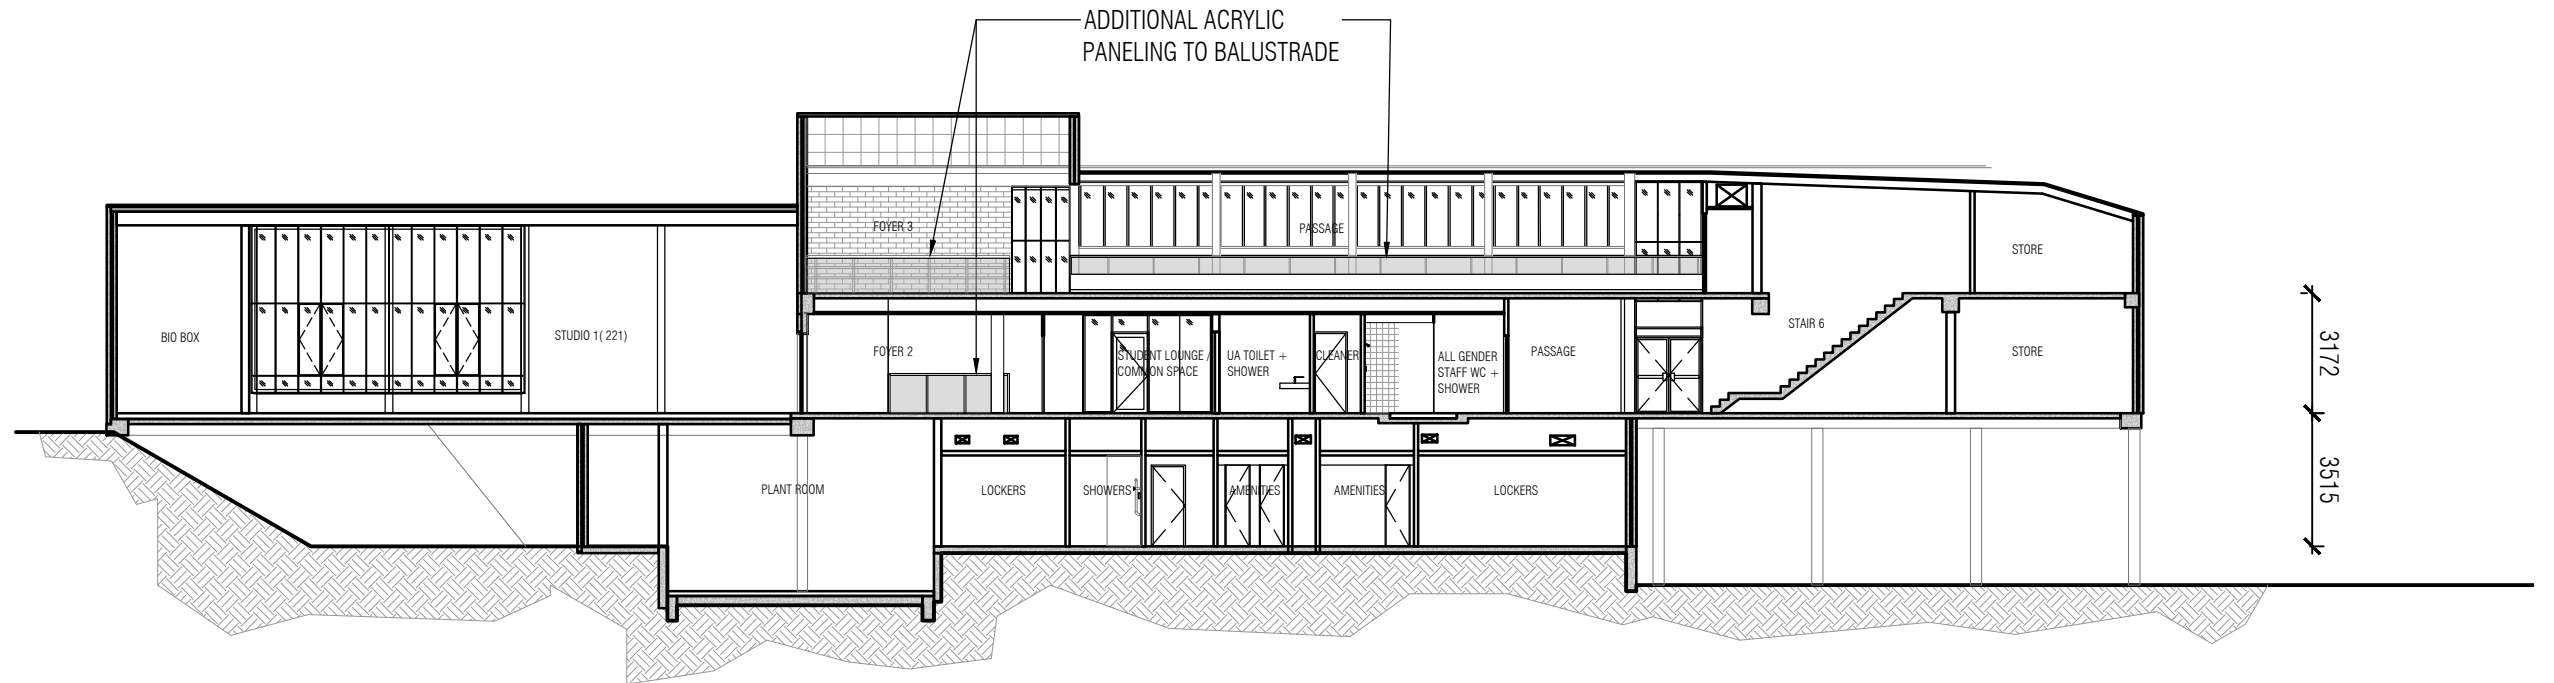 ADDITIONAL ACRYLIC
PANELING TO BALUSTRADE
FOYER 3
PASSAGE
STORE
BIO BOX
STUDIO 1( 221)
FOYER 2
STUDENT LOUNGE /
COMMON SPACE
UA TOILET +
SHOWER
CLEANER
ALL GENDER
STAFF WC +
SHOWER
PASSAGE
STAIR 6
STORE
3172
PLANT ROOM
LOCKERS
SHOWERS
AMENITIES
AMENITIES
LOCKERS
3515